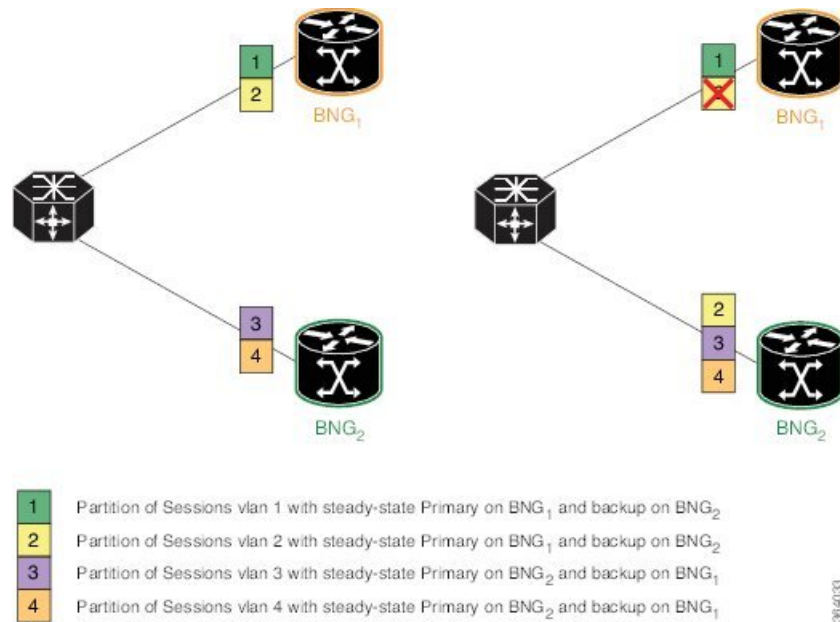 1
2
BNG1
3
4
BNG2
1
BNG1
2
3
4
BNG2
1 Partition of Sessions vlan 1 with steady-state Primary on BNG1 and backup on BNG2
2 Partition of Sessions vlan 2 with steady-state Primary on BNG1 and backup on BNG2
3 Partition of Sessions vlan 3 with steady-state Primary on BNG2 and backup on BNG1
4 Partition of Sessions vlan 4 with steady-state Primary on BNG2 and backup on BNG1